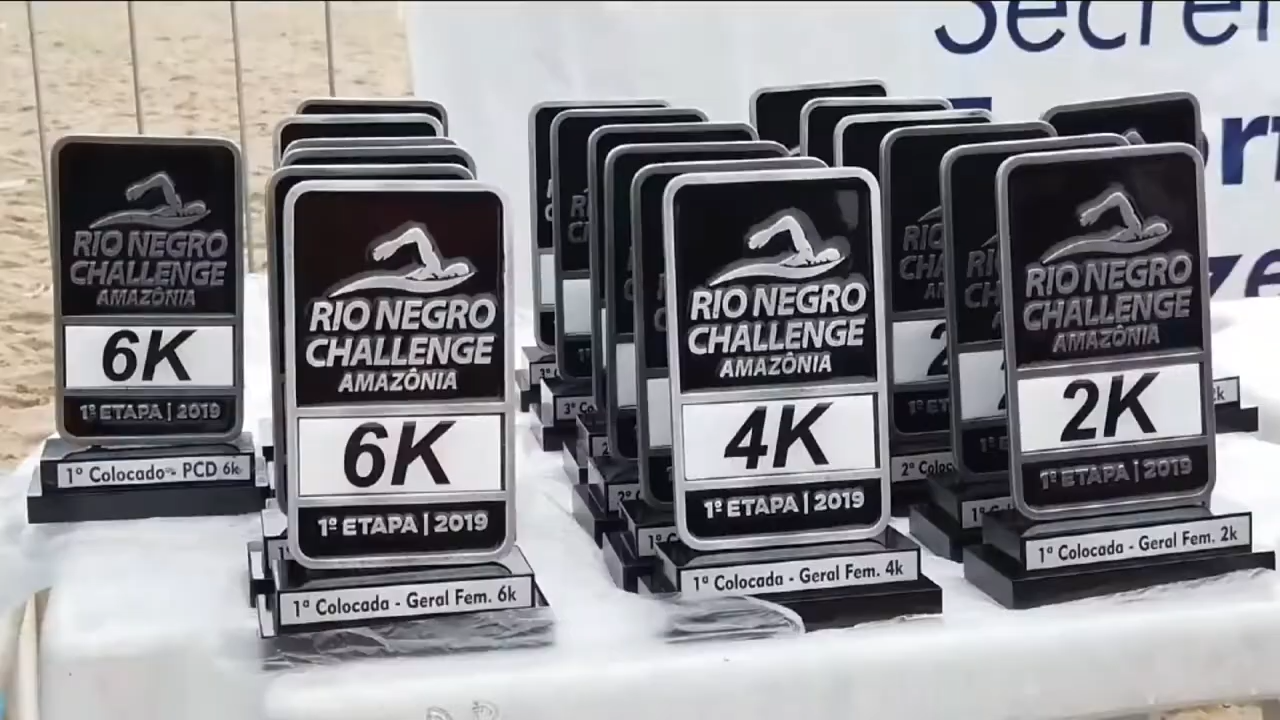 Secre
RIO NEGRO
CHALLENGE
AMAZÔNIA
6K
1ª ETAPA | 2019
1º Colocado - PCD 6k
RIO NEGRO
CHALLENGE
AMAZÔNIA
6K
1ª ETAPA | 2019
1ª Colocada - Geral Fem. 6k
RIO NEGRO
CHALLENGE
AMAZÔNIA
4K
1ª ETAPA | 2019
1ª Colocada - Geral Fem. 4k
RIO NEGRO
CHALLENGE
AMAZÔNIA
2K
1ª ETAPA | 2019
1ª Colocada - Geral Fem. 2k